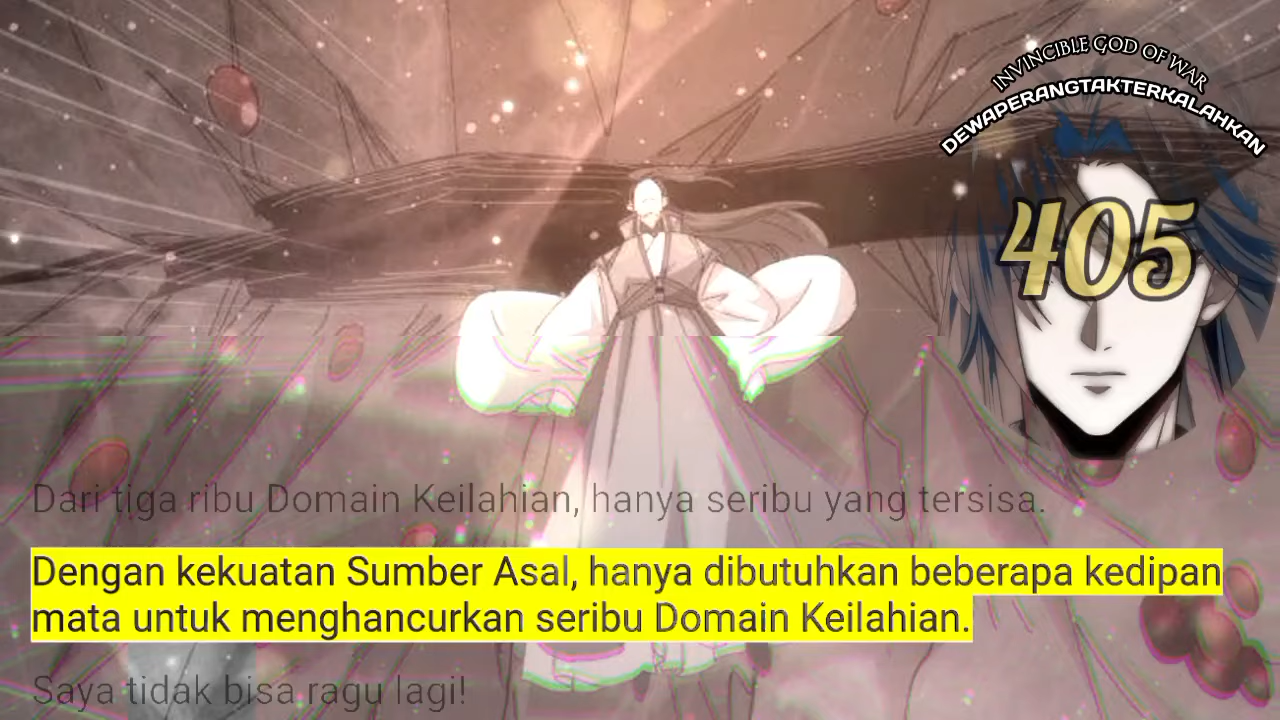 INVINCIBLE GOD OF WAR
DEWAPERANGTAKTERKALAHKAN
405
Dari tiga ribu Domain Keilahian, hanya seribu yang tersisa.
Dengan kekuatan Sumber Asal, hanya dibutuhkan beberapa kedipan
mata untuk menghancurkan seribu Domain Keilahian.
Saya tidak bisa ragu lagi!